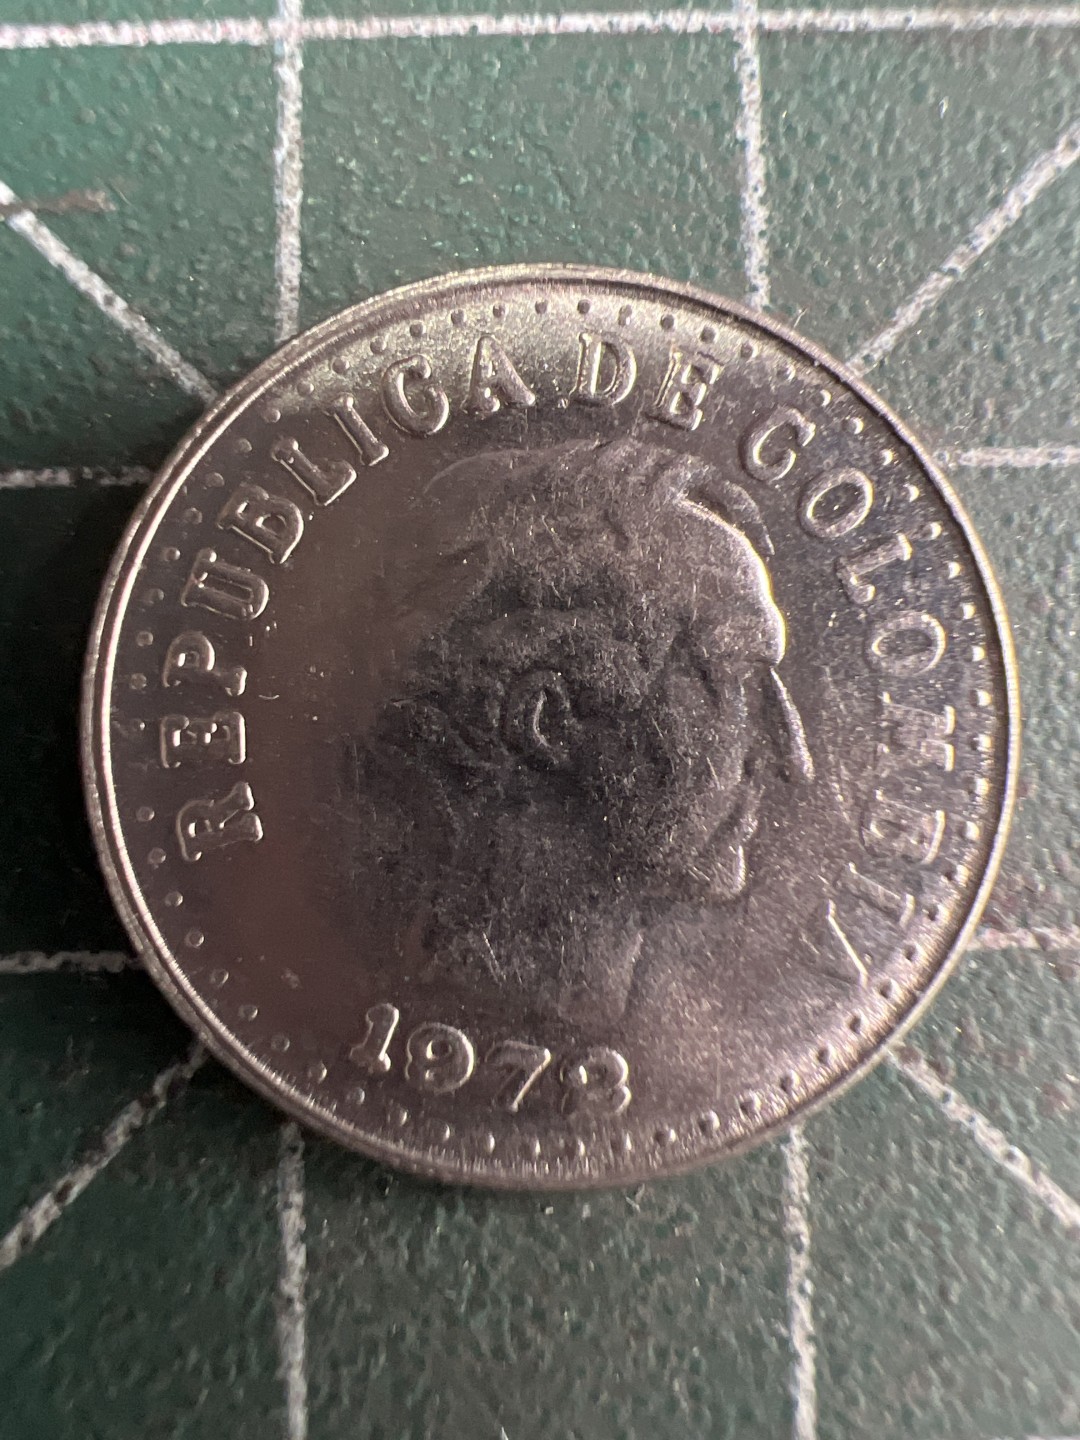 REPUBLICA DE COLOMBIA
1972